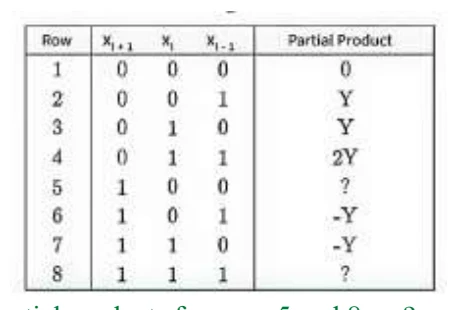 Row X_{i+1} X_i X_{i-1} Partial Product
1 0 0 0 0
2 0 0 1 Y
3 0 1 0 Y
4 0 1 1 2Y
5 1 0 0 ?
6 1 0 1 -Y
7 1 1 0 -Y
8 1 1 1 ?